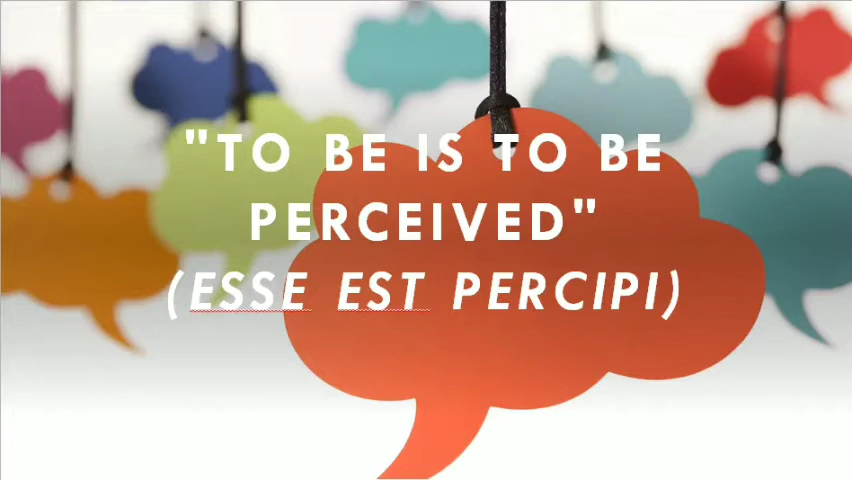 "TO BE IS TO BE
PERCEIVED"
(ESSE EST PERCIPI)